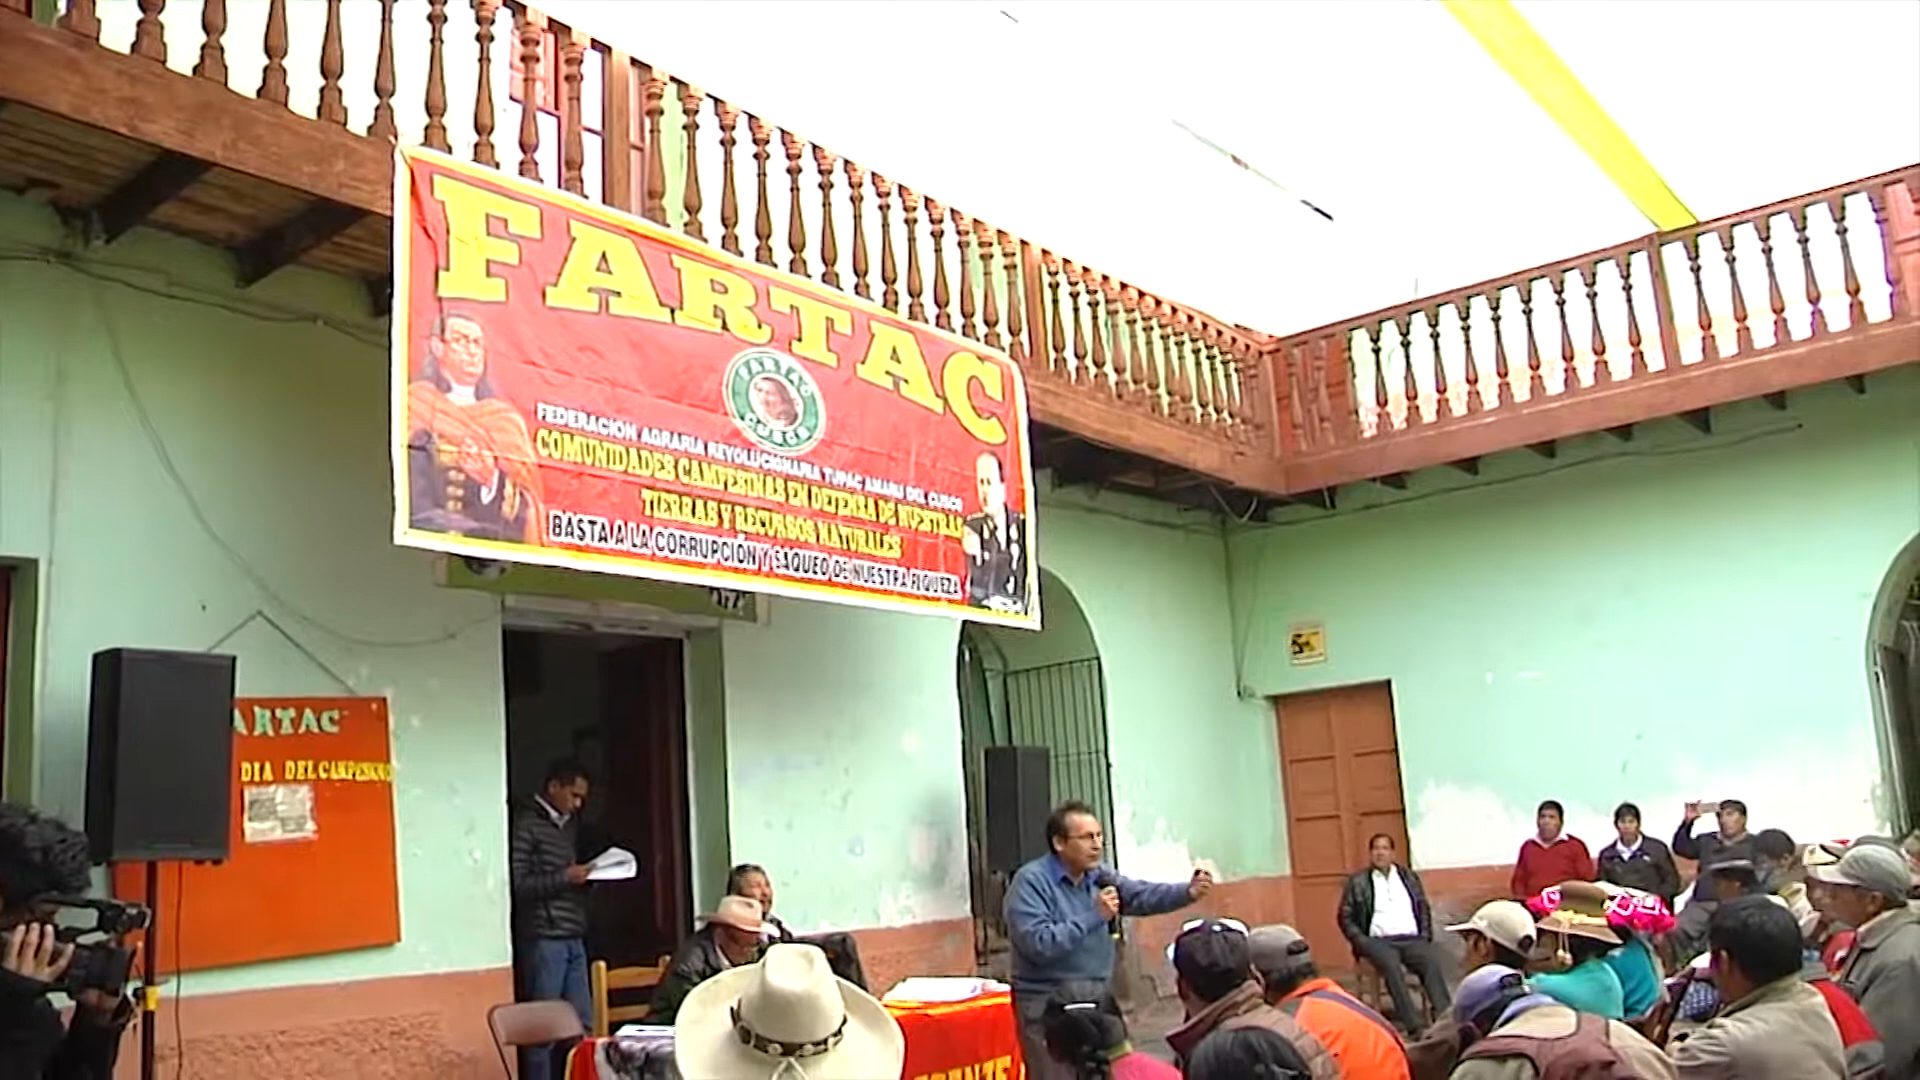 FARTAC
FARTAC
CUSCO
FEDERACION AGRARIA REVOLUCIONARIA TUPAC AMARU DEL CUSCO
COMUNIDADES CAMPESINAS EN DEFENSA DE NUESTRAS
TIERRAS Y RECURSOS NATURALES
BASTA A LA CORRUPCIÓN Y SAQUEO DE NUESTRA RIQUEZA
ARTAC
DIA DEL CAMPESINO